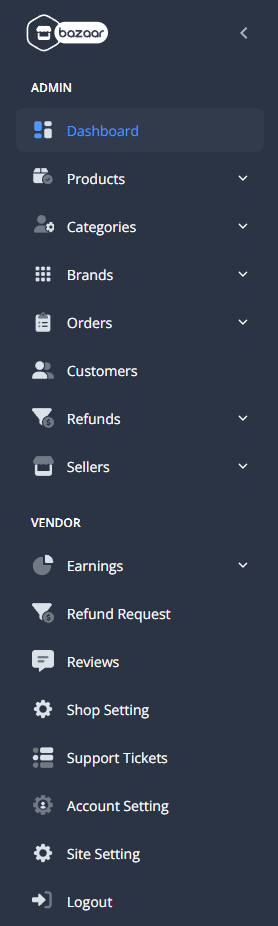 bazaar
ADMIN
Dashboard
Products
Categories
Brands
Orders
Customers
Refunds
Sellers
VENDOR
Earnings
Refund Request
Reviews
Shop Setting
Support Tickets
Account Setting
Site Setting
Logout